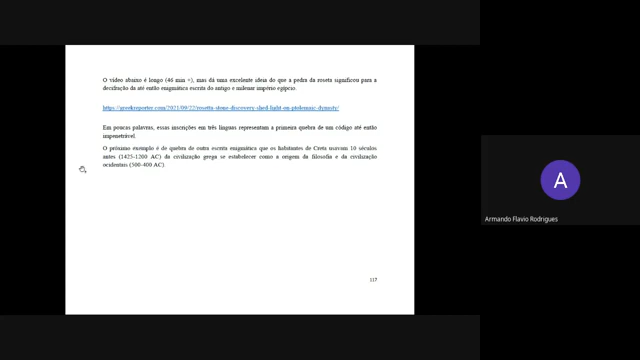 O vídeo abaixo é longo (46 min +), mas dá uma excelente ideia do que a pedra da roseta significou para a
decifração da até então enigmática escrita do antigo e milenar império egípcio.
https://greekreporter.com/2021/09/22/rosetta-stone-discovery-shed-light-on-ptolemaic-dynasty/
Em poucas palavras, essas inscrições em três línguas representam a primeira quebra de um código até então
impenetrável.
O próximo exemplo é de quebra de outra escrita enigmática que os habitantes de Creta usavam 10 séculos
antes (1425-1200 AC) da civilização grega se estabelecer como a origem da filosofia e da civilização
ocidentais (500-400 AC).
117
A
Armando Flavio Rodrigues